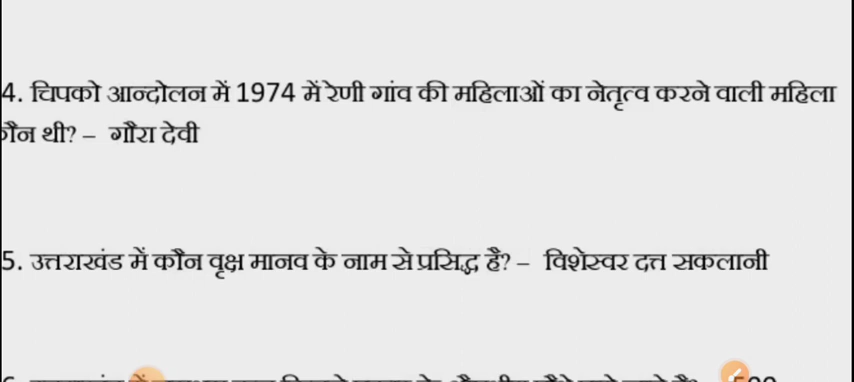 4. चिपको आन्दोलन में 1974 में रेणी गांव की महिलाओं का नेतृत्व करने वाली महिला
कौन थी? – गौरा देवी
5. उत्तराखंड में कौन वृक्ष मानव के नाम से प्रसिद्ध है? – विशेस्वर दत्त सकलानी